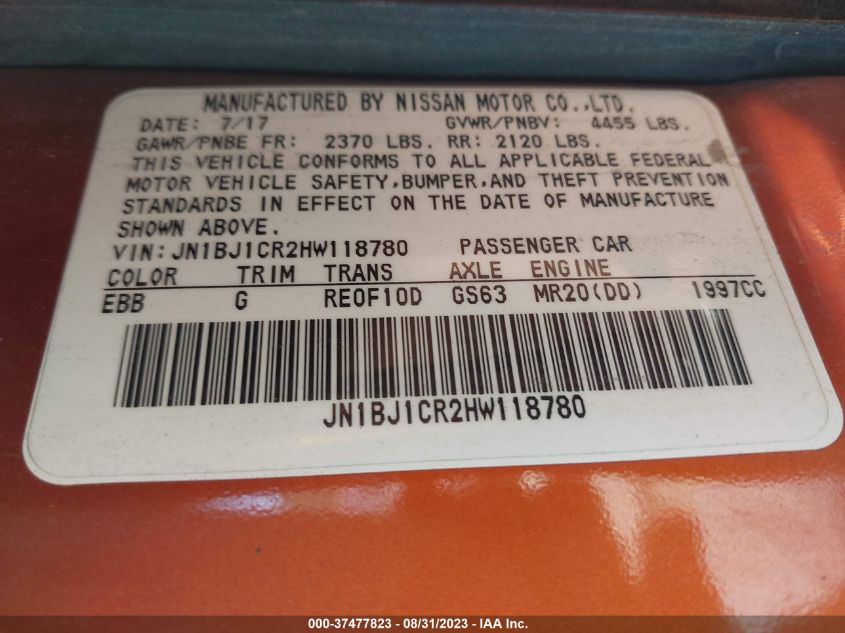 MANUFACTURED BY NISSAN MOTOR CO.,LTD.
DATE: 7/17 GVWR/PNBV: 4455 LBS.
GAWR/PNBE FR: 2370 LBS. RR: 2120 LBS.
THIS VEHICLE CONFORMS TO ALL APPLICABLE FEDERAL
MOTOR VEHICLE SAFETY,BUMPER,AND THEFT PREVENTION
STANDARDS IN EFFECT ON THE DATE OF MANUFACTURE
SHOWN ABOVE.
VIN: JN1BJ1CR2HW118780 PASSENGER CAR
COLOR TRIM TRANS AXLE ENGINE
EBB G RE0F10D GS63 MR20(DD) 1997CC
JN1BJ1CR2HW118780
000-37477823 - 08/31/2023 - IAA Inc.